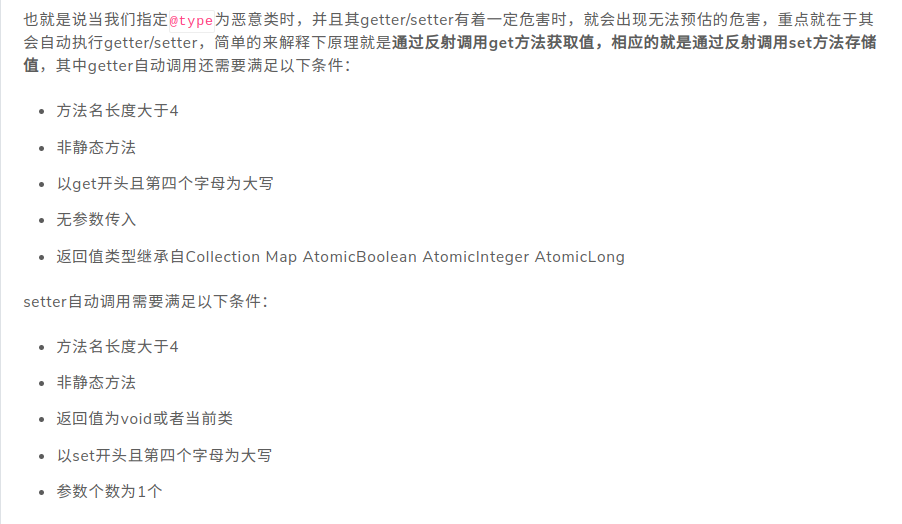 也就是说当我们指定@type为恶意类时，并且其getter/setter有着一定危害时，就会出现无法预估的危害，重点就在于其
会自动执行getter/setter，简单的来解释下原理就是通过反射调用get方法获取值，相应的就是通过反射调用set方法存储
值，其中getter自动调用还需要满足以下条件：
• 方法名长度大于4
• 非静态方法
• 以get开头且第四个字母为大写
• 无参数传入
• 返回值类型继承自Collection Map AtomicBoolean AtomicInteger AtomicLong
setter自动调用需要满足以下条件：
• 方法名长度大于4
• 非静态方法
• 返回值为void或者当前类
• 以set开头且第四个字母为大写
• 参数个数为1个